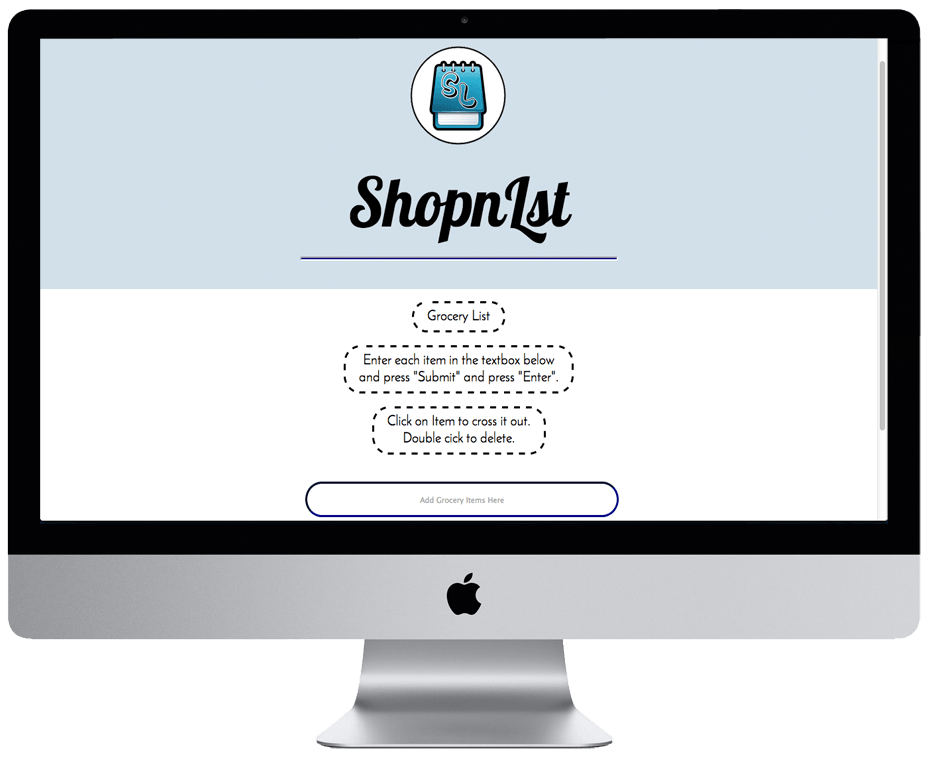 SL
ShopnLst
Grocery List
Enter each item in the textbox below
and press "Submit" and press "Enter".
Click on Item to cross it out.
Double cick to delete.
Add Grocery Items Here